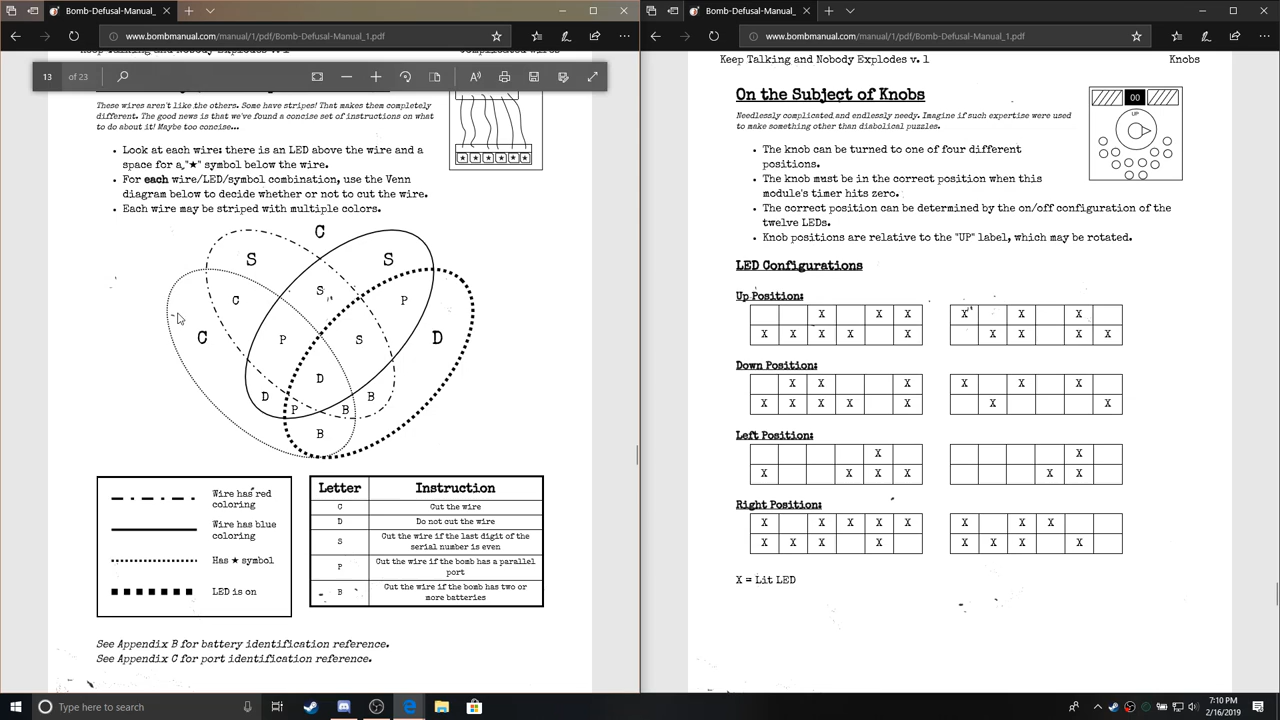 Bomb-Defusal-Manual_
www.bombmanual.com/manual/1/pdf/Bomb-Defusal-Manual_1.pdf
13 of 23
These wires aren't like the others. Some have stripes! That makes them completely
different. The good news is that we've found a concise set of instructions on what
to do about it! Maybe too concise...
• Look at each wire: there is an LED above the wire and a
space for a "★" symbol below the wire.
• For each wire/LED/symbol combination, use the Venn
diagram below to decide whether or not to cut the wire.
• Each wire may be striped with multiple colors.
C
S S
S
C P
C P S D
D
D P B B
B
Wire has red
coloring
Wire has blue
coloring
Has ★ symbol
LED is on
Letter Instruction
C Cut the wire
D Do not cut the wire
S Cut the wire if the last digit of the
serial number is even
P Cut the wire if the bomb has a parallel
port
B Cut the wire if the bomb has two or
more batteries
See Appendix B for battery identification reference.
See Appendix C for port identification reference.
Bomb-Defusal-Manual_
www.bombmanual.com/manual/1/pdf/Bomb-Defusal-Manual_1.pdf
Keep Talking and Nobody Explodes v. 1 Knobs
On the Subject of Knobs
Needlessly complicated and endlessly needy. Imagine if such expertise were used
to make something other than diabolical puzzles.
00
UP
• The knob can be turned to one of four different
positions.
• The knob must be in the correct position when this
module's timer hits zero.
• The correct position can be determined by the on/off configuration of the
twelve LEDs.
• Knob positions are relative to the "UP" label, which may be rotated.
LED Configurations
Up Position:
X X X X X X
X X X X X X X X X X
Down Position:
X X X X X X
X X X X X X X
Left Position:
X X
X X X X X X
Right Position:
X X X X X X X X
X X X X X X X X
X = Lit LED
Type here to search
7:10 PM
2/16/2019